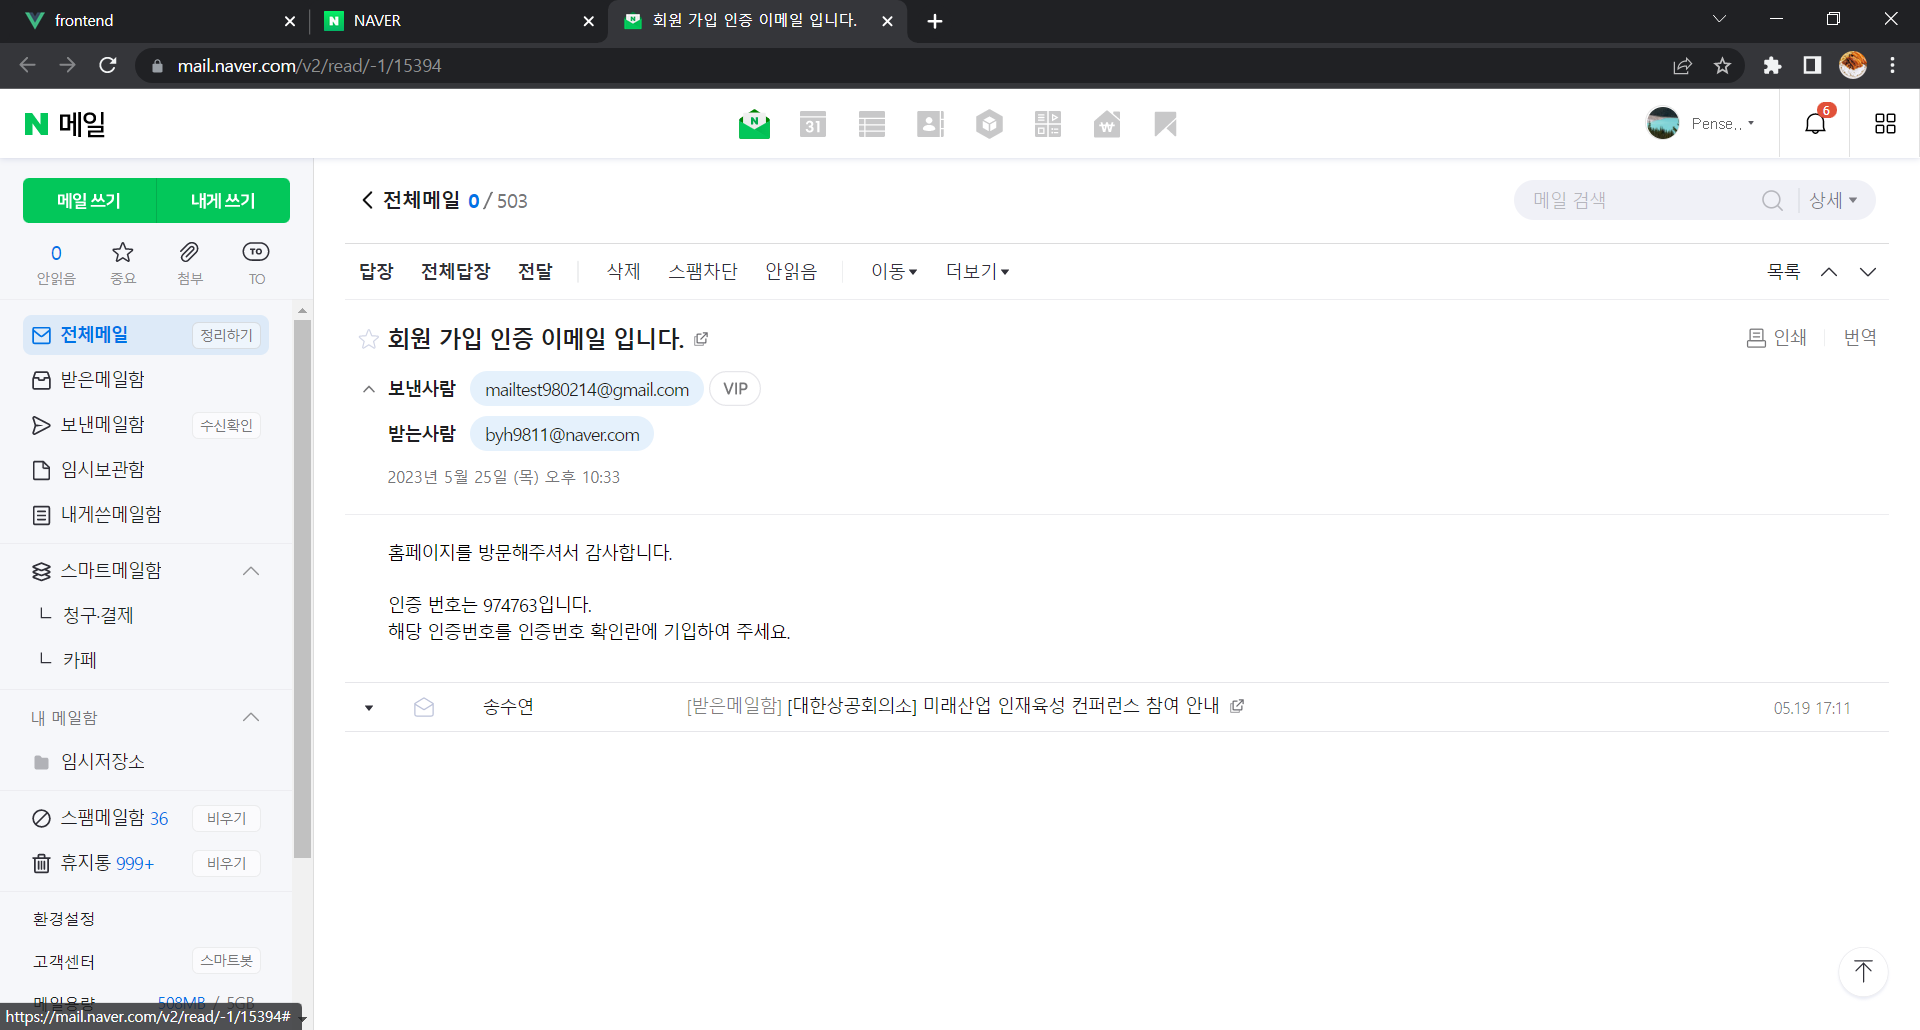 frontend
NAVER
회원 가입 인증 이메일 입니다.
mail.naver.com/v2/read/-1/15394
N 메일
N
31
W
Pense..
6
메일 쓰기
내게 쓰기
전체메일 0 / 503
메일 검색
상세
0
안읽음
중요
첨부
TO
TO
답장
전체답장
전달
삭제
스팸차단
안읽음
이동
더보기
목록
전체메일
정리하기
받은메일함
보낸메일함
수신확인
임시보관함
내게쓴메일함
스마트메일함
청구·결제
카페
내 메일함
임시저장소
스팸메일함 36
비우기
휴지통 999+
비우기
환경설정
고객센터
스마트봇
메일용량
508MB / 5GB
https://mail.naver.com/v2/read/-1/15394#
회원 가입 인증 이메일 입니다.
인쇄
번역
보낸사람
mailtest980214@gmail.com
VIP
받는사람
byh9811@naver.com
2023년 5월 25일 (목) 오후 10:33
홈페이지를 방문해주셔서 감사합니다.
인증 번호는 974763입니다.
해당 인증번호를 인증번호 확인란에 기입하여 주세요.
송수연
[받은메일함] [대한상공회의소] 미래산업 인재육성 컨퍼런스 참여 안내
05.19 17:11